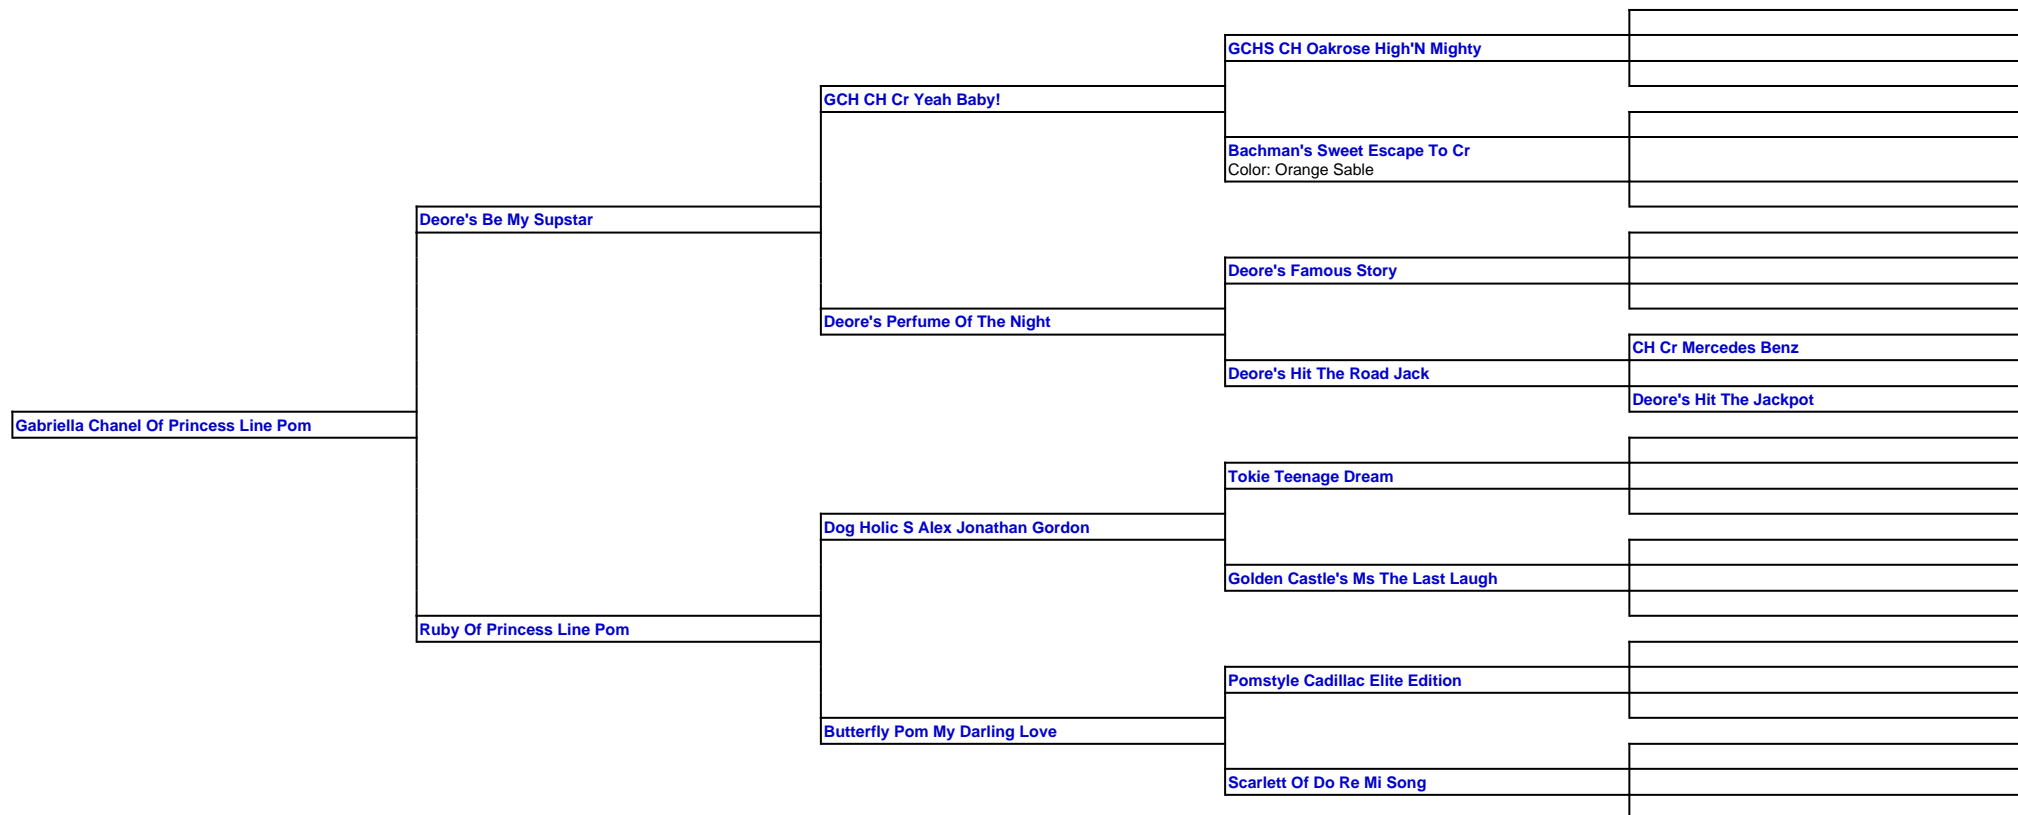 GCHS CH Oakrose High'N Mighty
GCH CH Cr Yeah Baby!
Bachman's Sweet Escape To Cr
Color: Orange Sable
Deore's Be My Supstar
Deore's Famous Story
Deore's Perfume Of The Night
CH Cr Mercedes Benz
Deore's Hit The Road Jack
Deore's Hit The Jackpot
Gabriella Chanel Of Princess Line Pom
Tokie Teenage Dream
Dog Holic S Alex Jonathan Gordon
Golden Castle's Ms The Last Laugh
Ruby Of Princess Line Pom
Pomstyle Cadillac Elite Edition
Butterfly Pom My Darling Love
Scarlett Of Do Re Mi Song